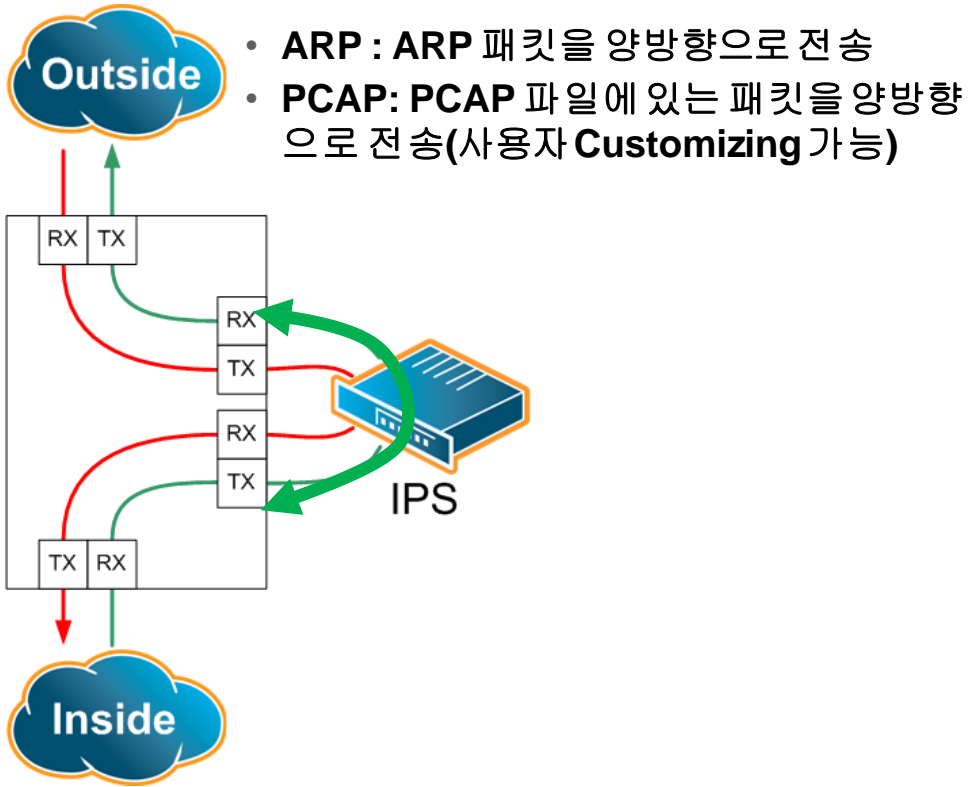 Outside
• ARP : ARP 패킷을 양방향으로 전송
• PCAP: PCAP 파일에 있는 패킷을 양방향
으로 전송(사용자 Customizing 가능)
RX TX
RX
TX
RX
TX
IPS
TX RX
Inside